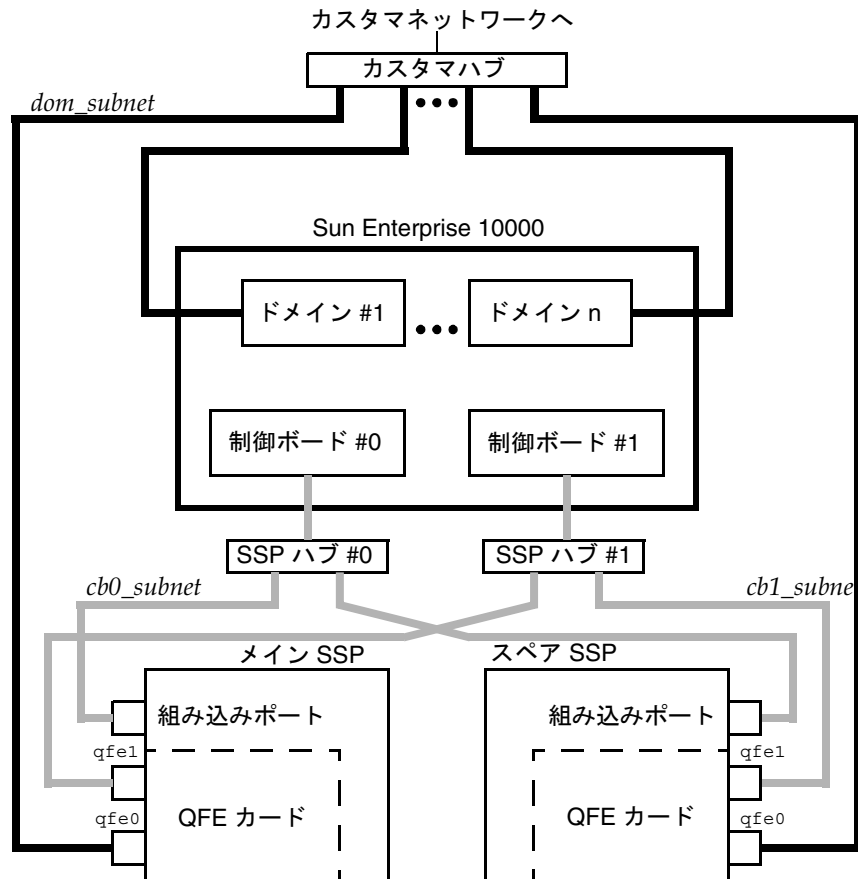 カスタマネットワークへ
カスタマハブ
dom_subnet
Sun Enterprise 10000
ドメイン #1
ドメイン n
制御ボード #0
制御ボード #1
SSP ハブ #0
SSP ハブ #1
cb0_subnet
cb1_subne
メイン SSP
スペア SSP
組み込みポート
組み込みポート
qfe1
qfe1
QFE カード
QFE カード
qfe0
qfe0